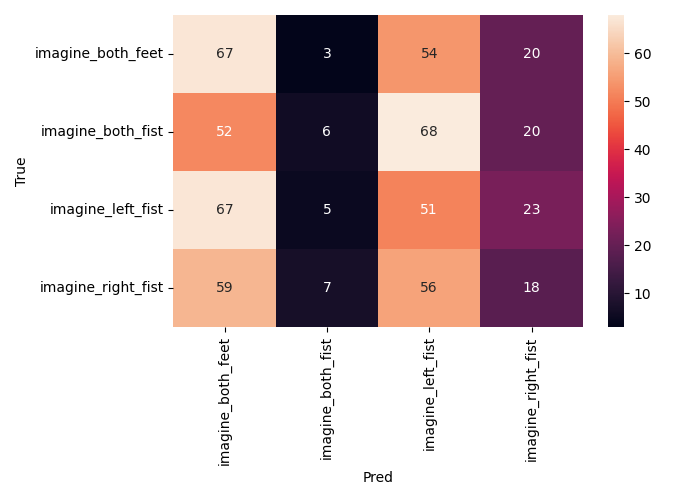 imagine_both_feet 67 3 54 20
imagine_both_fist 52 6 68 20
imagine_left_fist 67 5 51 23
imagine_right_fist 59 7 56 18
True
imagine_both_feet
imagine_both_fist
imagine_left_fist
imagine_right_fist
Pred
60
50
40
30
20
10